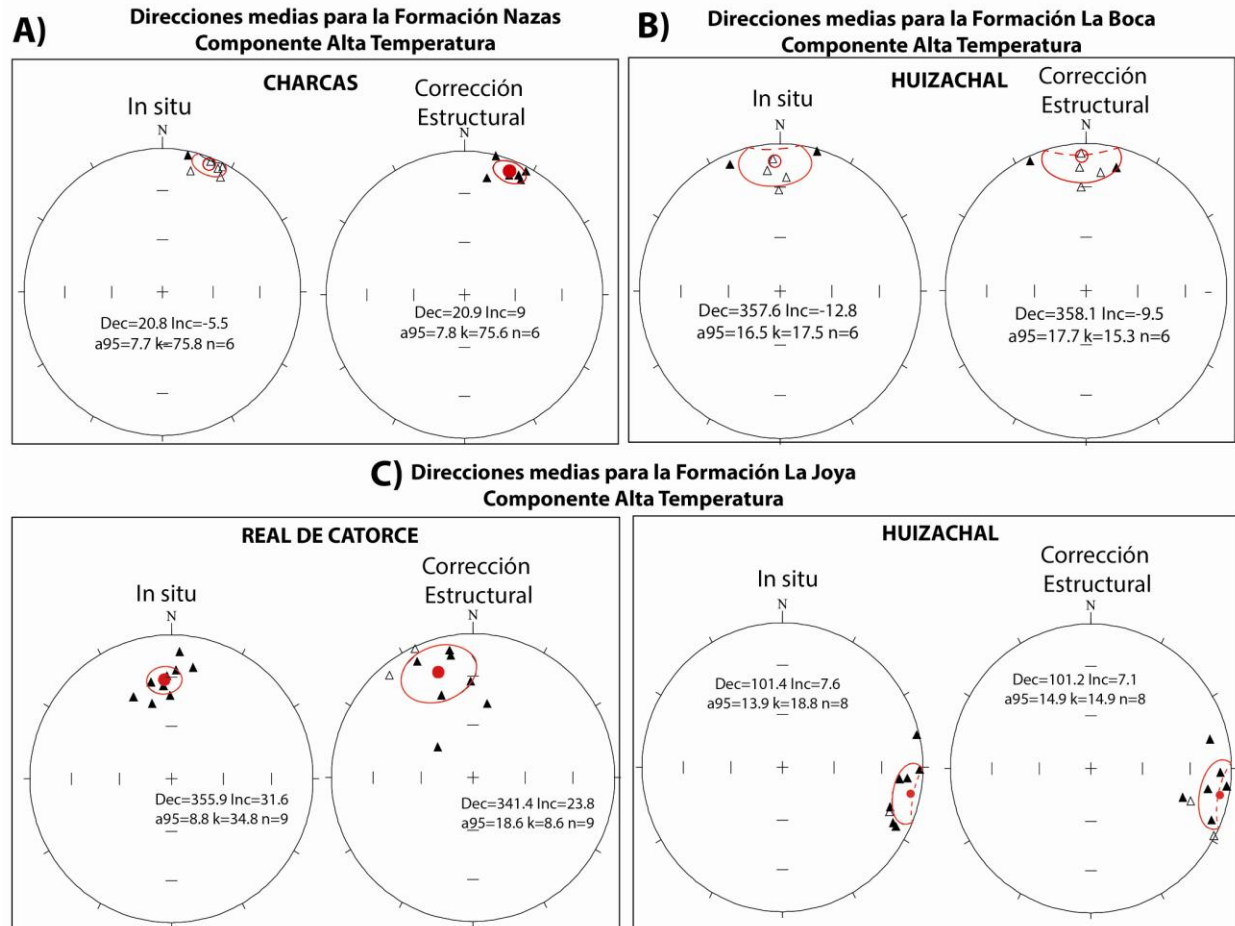 A)
Direcciones medias para la Formación Nazas
Componente Alta Temperatura
CHARCAS
In situ
N
Dec=20.8 Inc=-5.5
a95=7.7 k=75.8 n=6
Corrección
Estructural
N
Dec=20.9 Inc=9
a95=7.8 k=75.6 n=6
B)
Direcciones medias para la Formación La Boca
Componente Alta Temperatura
HUIZACHAL
In situ
N
Dec=357.6 Inc=-12.8
a95=16.5 k=17.5 n=6
Corrección
Estructural
N
Dec=358.1 Inc=-9.5
a95=17.7 k=15.3 n=6
C) Direcciones medias para la Formación La Joya
Componente Alta Temperatura
REAL DE CATORCE
In situ
N
Dec=355.9 Inc=31.6
a95=8.8 k=34.8 n=9
Corrección
Estructural
N
Dec=341.4 Inc=23.8
a95=18.6 k=8.6 n=9
HUIZACHAL
In situ
N
Dec=101.4 Inc=7.6
a95=13.9 k=18.8 n=8
Corrección
Estructural
N
Dec=101.2 Inc=7.1
a95=14.9 k=14.9 n=8